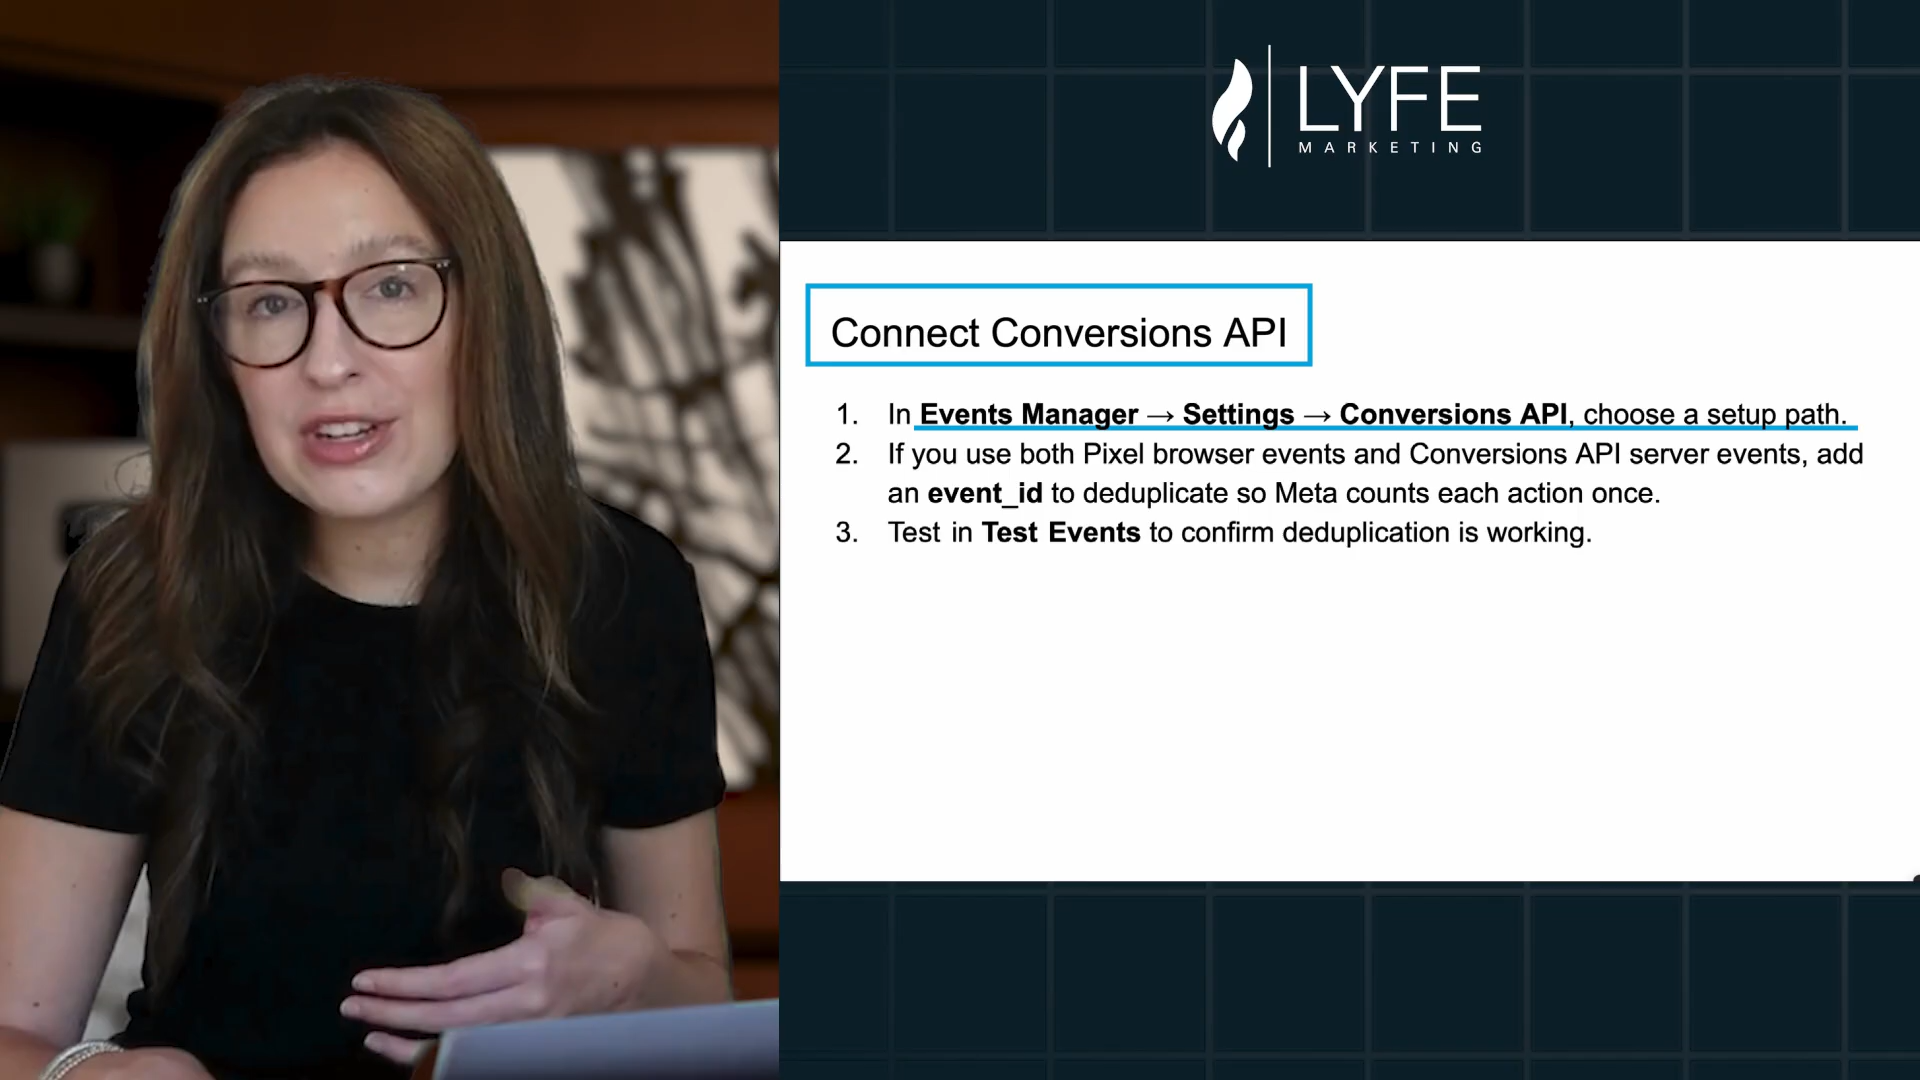 LYFE
MARKETING
Connect Conversions API
1. In Events Manager → Settings → Conversions API, choose a setup path.
2. If you use both Pixel browser events and Conversions API server events, add
an event_id to deduplicate so Meta counts each action once.
3. Test in Test Events to confirm deduplication is working.